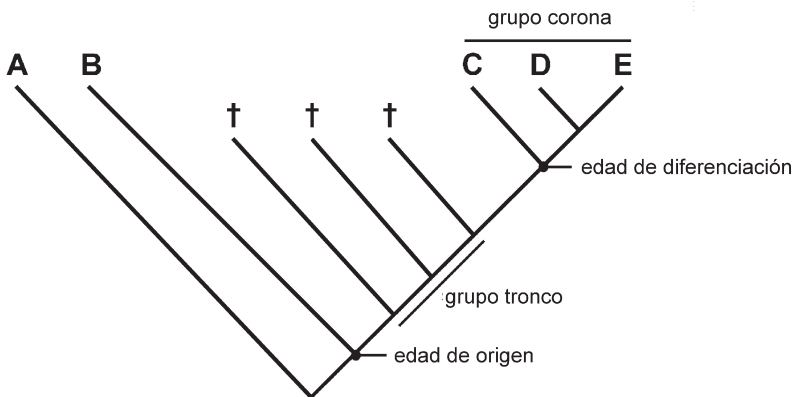 grupo corona
A B C D E
† † †
edad de diferenciación
grupo tronco
edad de origen